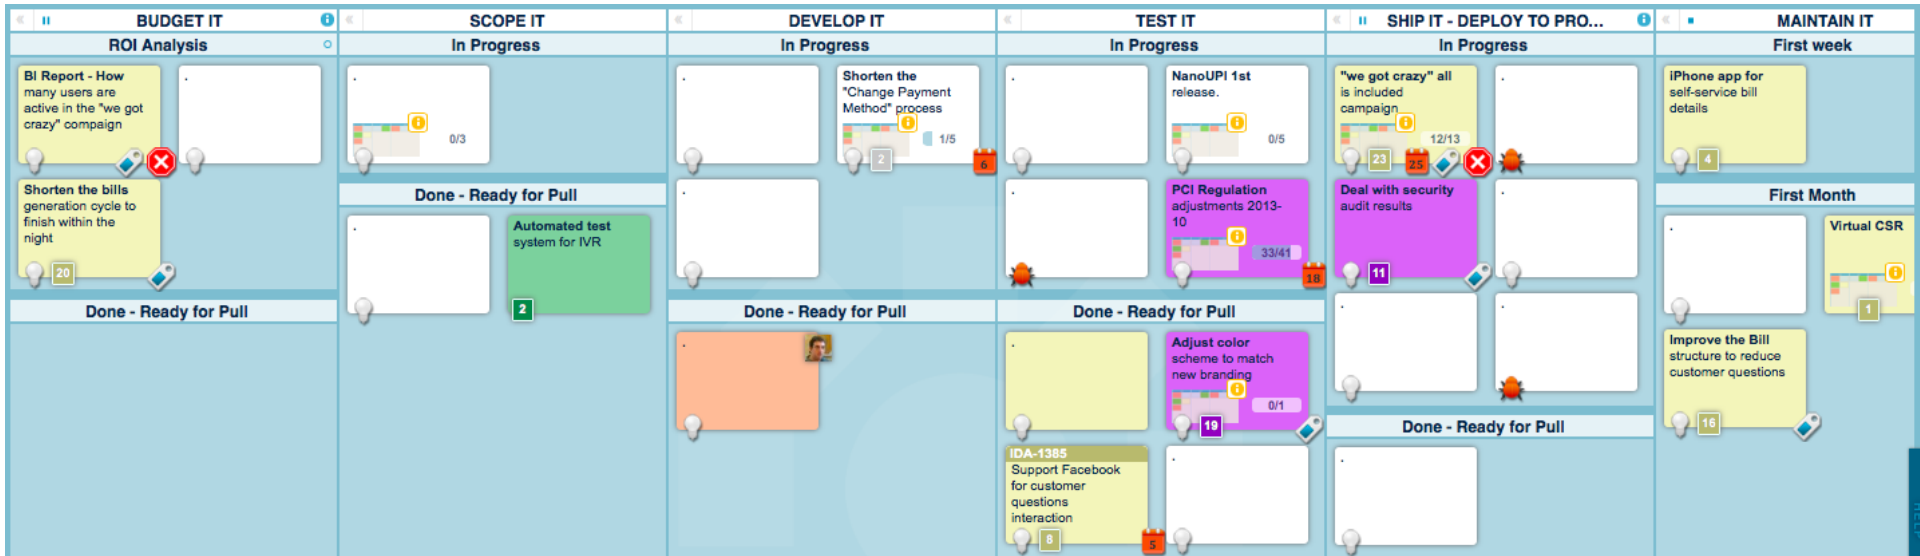 BUDGET IT
ROI Analysis
BI Report - How
many users are
active in the "we got
crazy" compaign
.
Shorten the bills
generation cycle to
finish within the
night
20
Done - Ready for Pull
SCOPE IT
In Progress
.
0/3
Done - Ready for Pull
.
Automated test
system for IVR
2
DEVELOP IT
In Progress
.
Shorten the
"Change Payment
Method" process
1/5
2
6
.
Done - Ready for Pull
.
TEST IT
In Progress
.
NanoUPI 1st
release.
0/5
.
PCI Regulation
adjustments 2013-
10
33/41
18
Done - Ready for Pull
.
Adjust color
scheme to match
new branding
0/1
19
IDA-1385
Support Facebook
for customer
questions
interaction
8
5
.
SHIP IT - DEPLOY TO PRO...
In Progress
"we got crazy" all
is included
campaign
12/13
23
25
.
Deal with security
audit results
11
.
.
.
Done - Ready for Pull
.
MAINTAIN IT
First week
iPhone app for
self-service bill
details
4
First Month
.
Virtual CSR
1
Improve the Bill
structure to reduce
customer questions
16